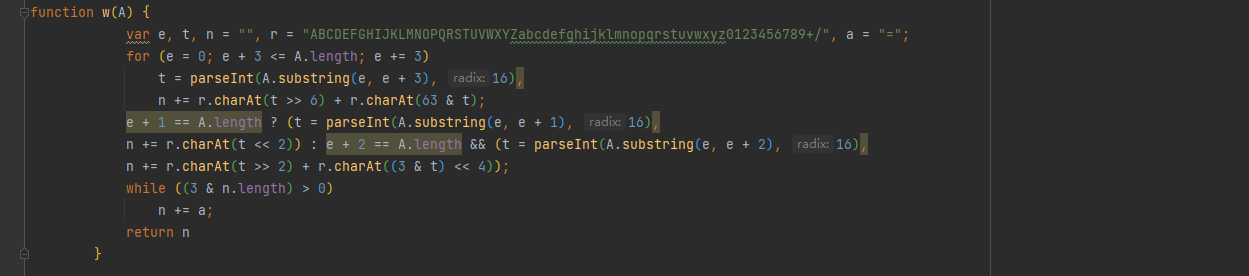 function w(A) {
var e, t, n = "", r = "ABCDEFGHIJKLMNOPQRSTUVWXYZabcdefghijklmnopqrstuvwxyz0123456789+/", a = "=";
for (e = 0; e + 3 <= A.length; e += 3)
t = parseInt(A.substring(e, e + 3), radix: 16),
n += r.charAt(t >> 6) + r.charAt(63 & t);
e + 1 == A.length ? (t = parseInt(A.substring(e, e + 1), radix: 16),
n += r.charAt(t << 2)) : e + 2 == A.length && (t = parseInt(A.substring(e, e + 2), radix: 16),
n += r.charAt(t >> 2) + r.charAt((3 & t) << 4));
while ((3 & n.length) > 0)
n += a;
return n
}